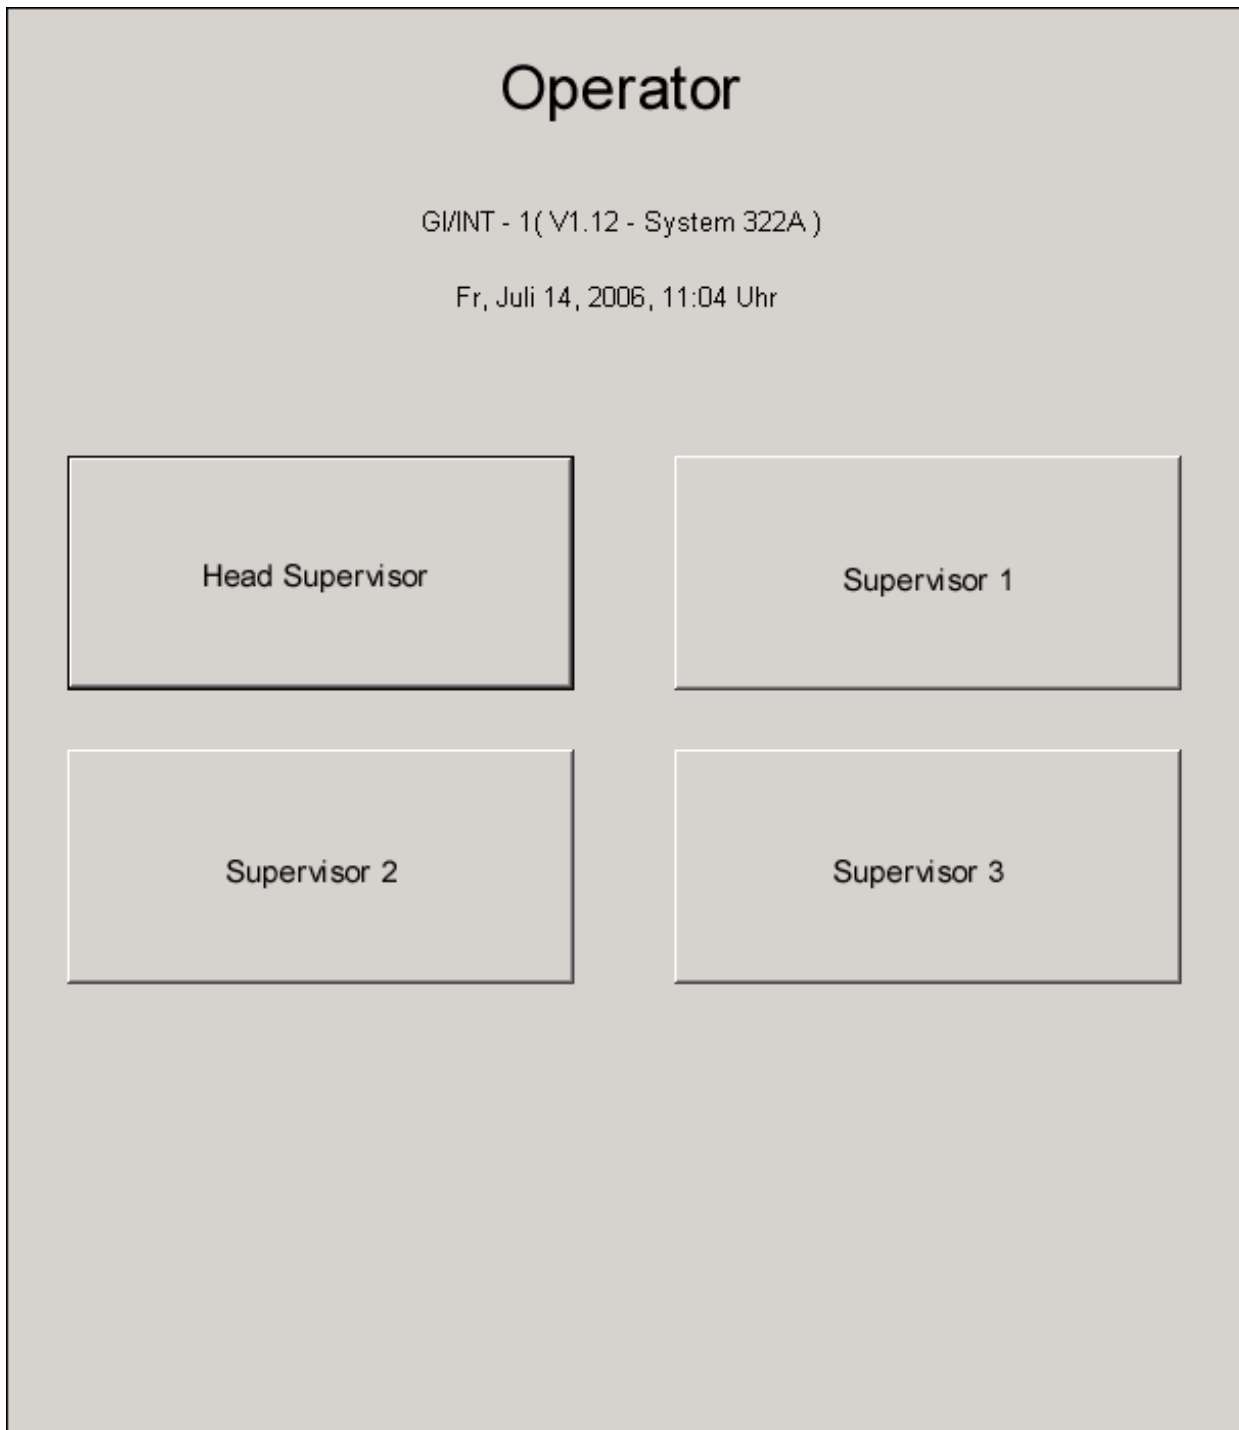 Operator
GI/INT - 1( V1.12 - System 322A )
Fr, Juli 14, 2006, 11:04 Uhr
Head Supervisor
Supervisor 1
Supervisor 2
Supervisor 3